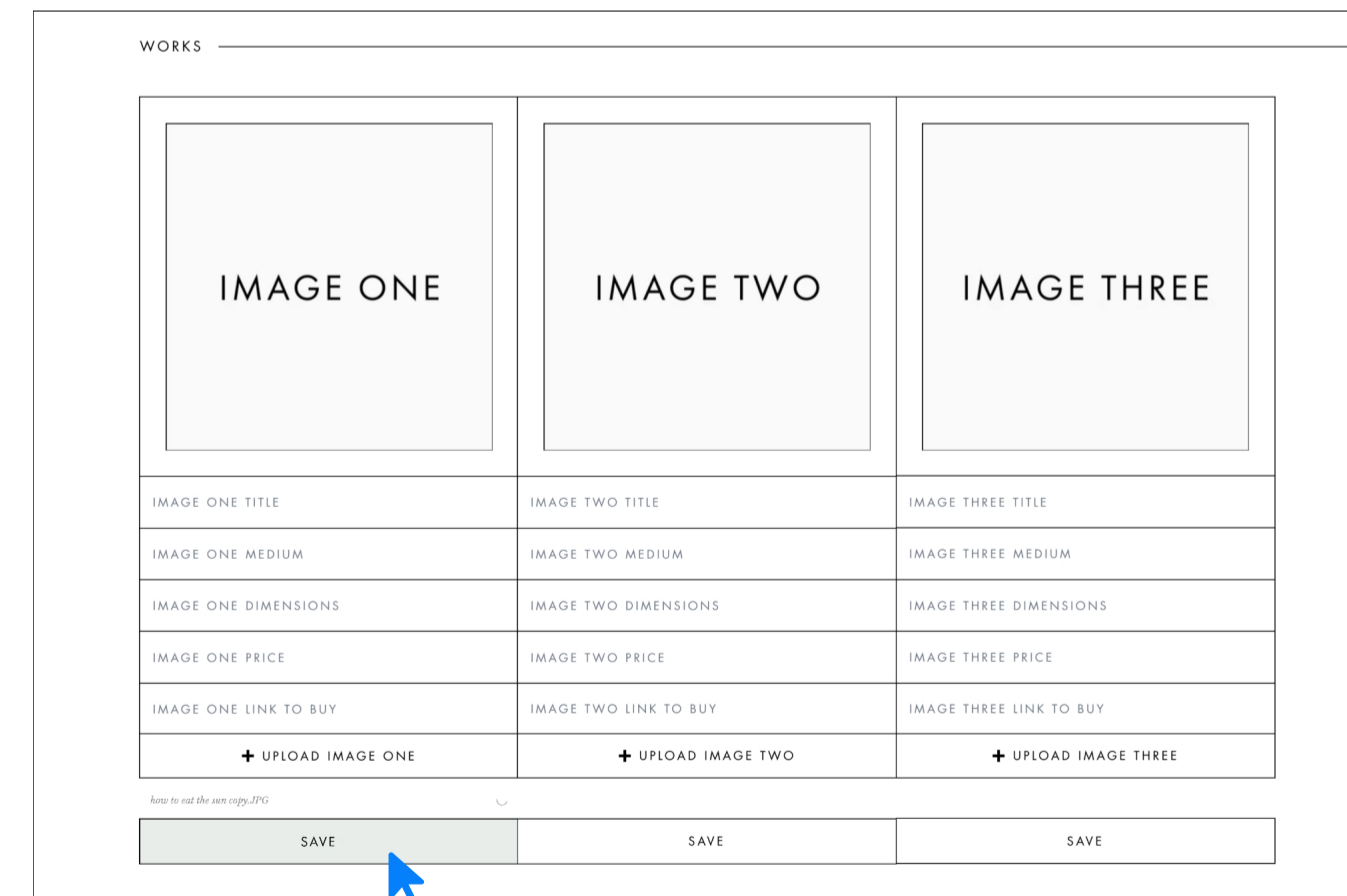 WORKS
IMAGE ONE
IMAGE TWO
IMAGE THREE
IMAGE ONE TITLE
IMAGE TWO TITLE
IMAGE THREE TITLE
IMAGE ONE MEDIUM
IMAGE TWO MEDIUM
IMAGE THREE MEDIUM
IMAGE ONE DIMENSIONS
IMAGE TWO DIMENSIONS
IMAGE THREE DIMENSIONS
IMAGE ONE PRICE
IMAGE TWO PRICE
IMAGE THREE PRICE
IMAGE ONE LINK TO BUY
IMAGE TWO LINK TO BUY
IMAGE THREE LINK TO BUY
+ UPLOAD IMAGE ONE
+ UPLOAD IMAGE TWO
+ UPLOAD IMAGE THREE
how to eat the sun copy.JPG
SAVE
SAVE
SAVE